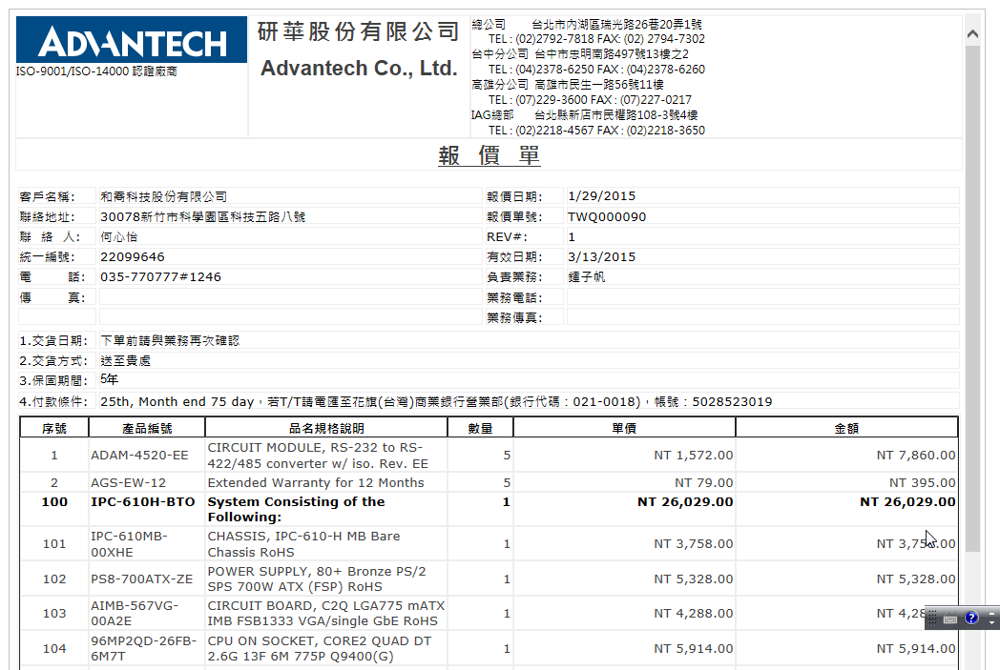 ADVANTECH
ISO-9001/ISO-14000 認證廠商
研華股份有限公司
Advantech Co., Ltd.
總公司 台北市內湖區瑞光路26巷20弄1號
TEL : (02)2792-7818 FAX: (02) 2794-7302
台中分公司 台中市忠明南路497號13樓之2
TEL : (04)2378-6250 FAX : (04)2378-6260
高雄分公司 高雄市民生一路56號11樓
TEL : (07)229-3600 FAX : (07)227-0217
IAG總部 台北縣新店市民權路108-3號4樓
TEL : (02)2218-4567 FAX : (02)2218-3650
報 價 單
客戶名稱: 和喬科技股份有限公司 報價日期: 1/29/2015
聯絡地址: 30078新竹市科學園區科技五路八號 報價單號: TWQ000090
聯 絡 人: 何心怡 REV#: 1
統一編號: 22099646 有效日期: 3/13/2015
電 話: 035-770777#1246 負責業務: 鍾子帆
傳 真: 業務電話:
業務傳真:
1.交貨日期: 下單前請與業務再次確認
2.交貨方式: 送至貴處
3.保固期間: 5年
4.付款條件: 25th, Month end 75 day，若T/T請電匯至花旗(台灣)商業銀行營業部(銀行代碼：021-0018)，帳號：5028523019
序號 產品編號 品名規格說明 數量 單價 金額
1 ADAM-4520-EE CIRCUIT MODULE, RS-232 to RS-
422/485 converter w/ iso. Rev. EE 5 NT 1,572.00 NT 7,860.00
2 AGS-EW-12 Extended Warranty for 12 Months 5 NT 79.00 NT 395.00
100 IPC-610H-BTO System Consisting of the
Following: 1 NT 26,029.00 NT 26,029.00
101 IPC-610MB-
00XHE CHASSIS, IPC-610-H MB Bare
Chassis RoHS 1 NT 3,758.00 NT 3,758.00
102 PS8-700ATX-ZE POWER SUPPLY, 80+ Bronze PS/2
SPS 700W ATX (FSP) RoHS 1 NT 5,328.00 NT 5,328.00
103 AIMB-567VG-
00A2E CIRCUIT BOARD, C2Q LGA775 mATX
IMB FSB1333 VGA/single GbE RoHS 1 NT 4,288.00 NT 4,28
104 96MP2QD-26FB-
6M7T CPU ON SOCKET, CORE2 QUAD DT
2.6G 13F 6M 775P Q9400(G) 1 NT 5,914.00 NT 5,914.00